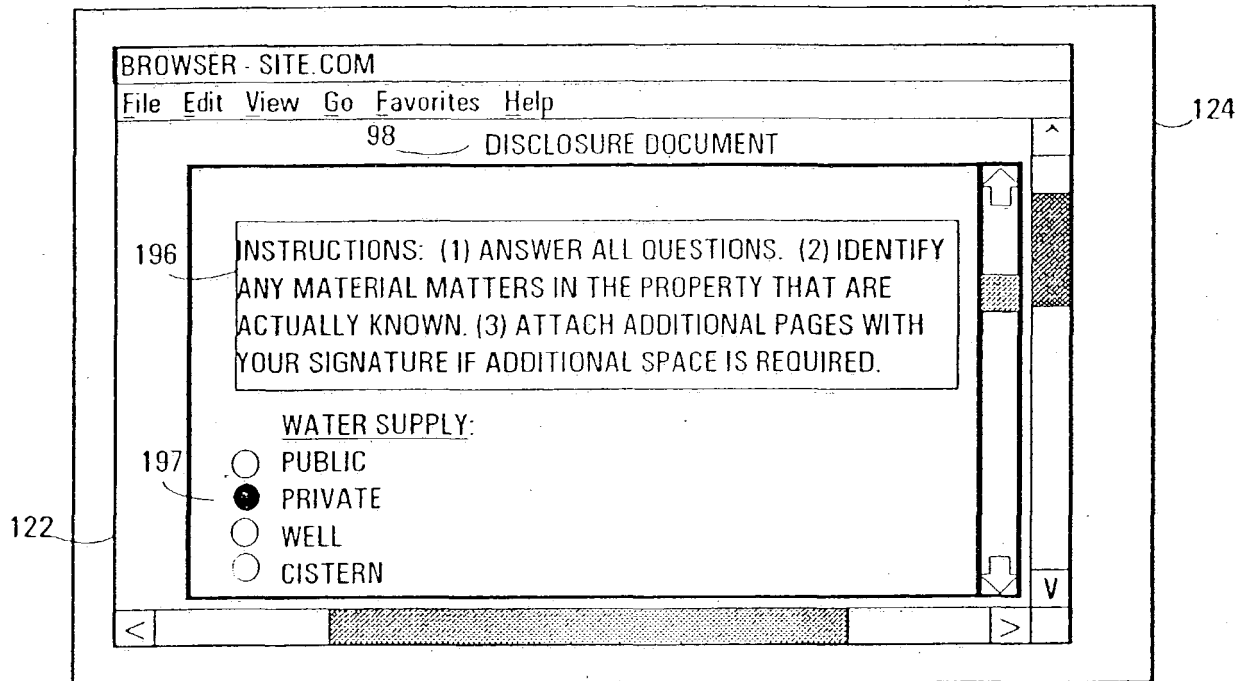 BROWSER - SITE.COM
File Edit View Go Favorites Help
124
98 DISCLOSURE DOCUMENT
196
INSTRUCTIONS: (1) ANSWER ALL QUESTIONS. (2) IDENTIFY
ANY MATERIAL MATTERS IN THE PROPERTY THAT ARE
ACTUALLY KNOWN. (3) ATTACH ADDITIONAL PAGES WITH
YOUR SIGNATURE IF ADDITIONAL SPACE IS REQUIRED.
WATER SUPPLY:
197
PUBLIC
PRIVATE
122
WELL
CISTERN